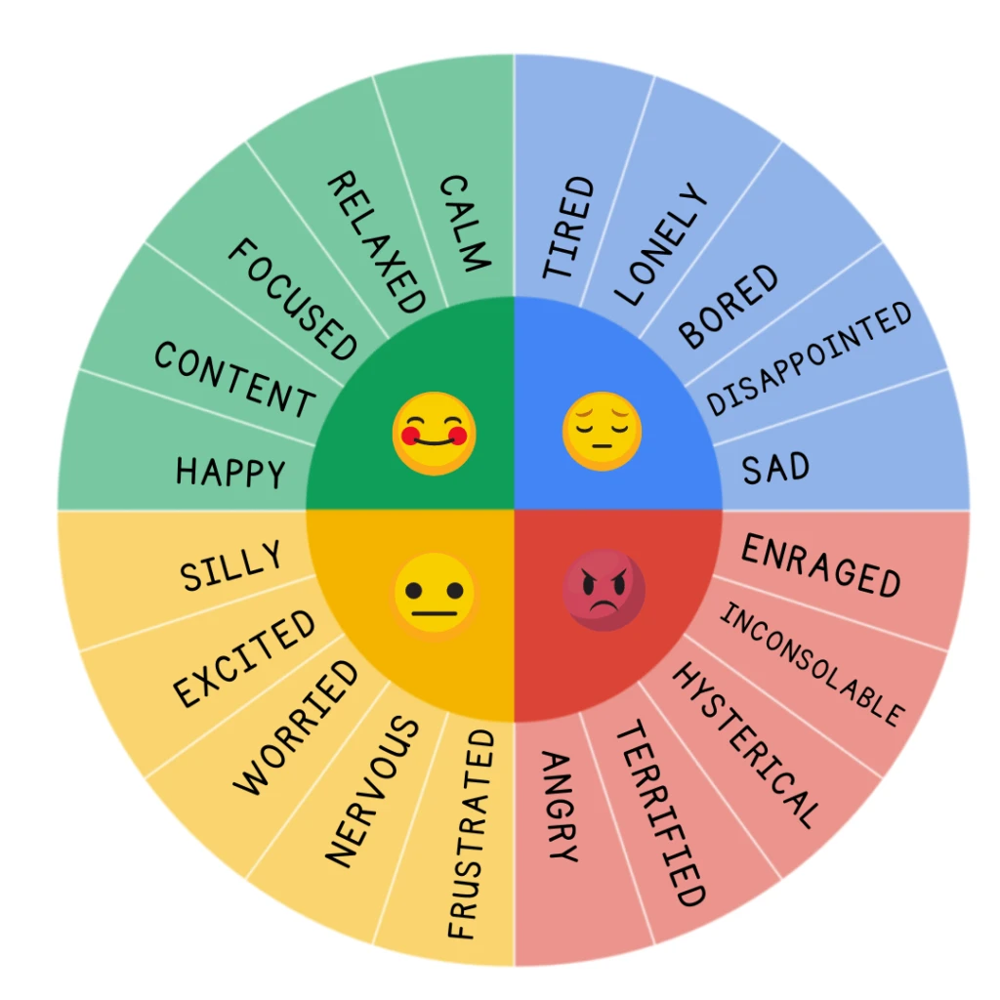 TIRED
LONELY
BORED
DISAPPOINTED
SAD
ENRAGED
INCONSOLABLE
HYSTERICAL
TERRIFIED
ANGRY
FRUSTRATED
NERVOUS
WORRIED
EXCITED
SILLY
HAPPY
CONTENT
FOCUSED
RELAXED
CALM